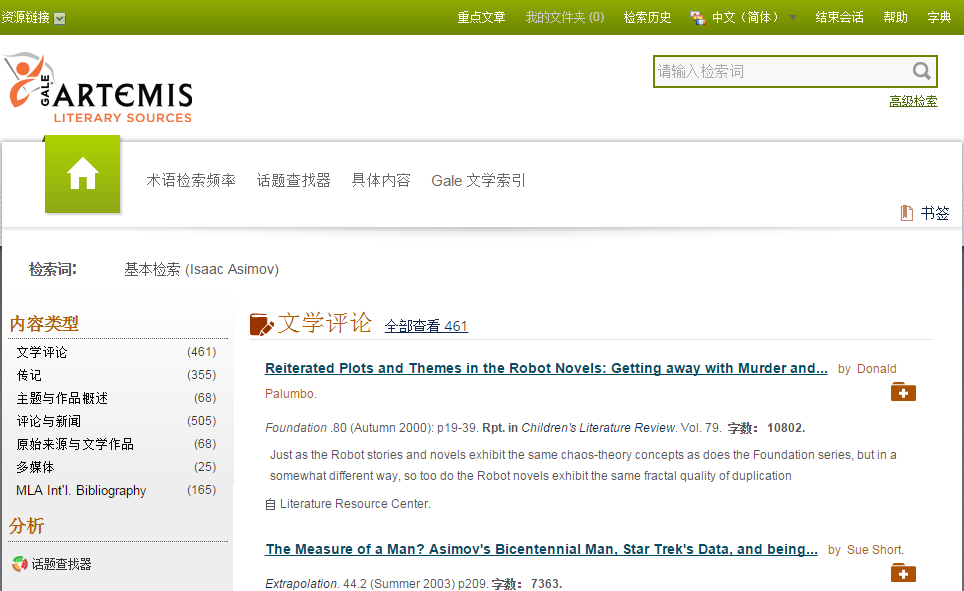 资源链接
重点文章 我的文件夹 (0) 检索历史 中文（简体） 结束会话 帮助 字典
GALE ARTEMIS
LITERARY SOURCES
请输入检索词
高级检索
术语检索频率 话题查找器 具体内容 Gale 文学索引
书签
检索词: 基本检索 (Isaac Asimov)
内容类型
文学评论 (461)
传记 (355)
主题与作品概述 (68)
评论与新闻 (505)
原始来源与文学作品 (68)
多媒体 (25)
MLA Int'l. Bibliography (165)
分析
话题查找器
文学评论 全部查看 461
Reiterated Plots and Themes in the Robot Novels: Getting away with Murder and... by Donald
Palumbo.
Foundation .80 (Autumn 2000): p19-39. Rpt. in Children's Literature Review. Vol. 79. 字数: 10802.
Just as the Robot stories and novels exhibit the same chaos-theory concepts as does the Foundation series, but in a
somewhat different way, so too do the Robot novels exhibit the same fractal quality of duplication
自 Literature Resource Center.
The Measure of a Man? Asimov's Bicentennial Man, Star Trek's Data, and being... by Sue Short.
Extrapolation. 44.2 (Summer 2003) p209. 字数: 7363.